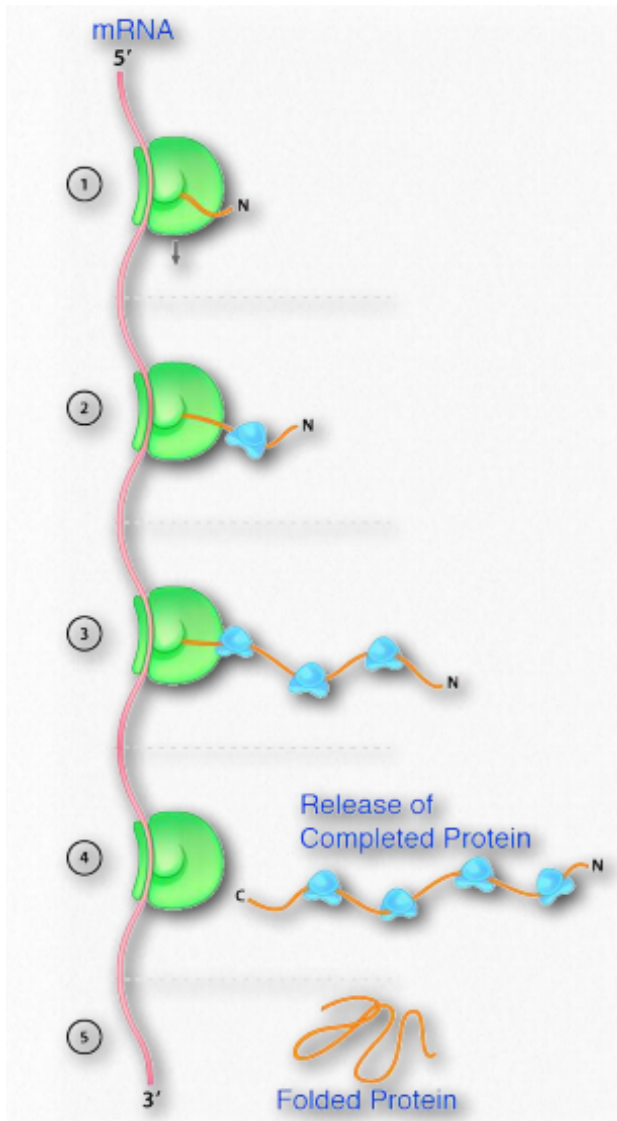 mRNA
5'
1
N
2
N
3
N
4
Release of
Completed Protein
C
N
5
3'
Folded Protein